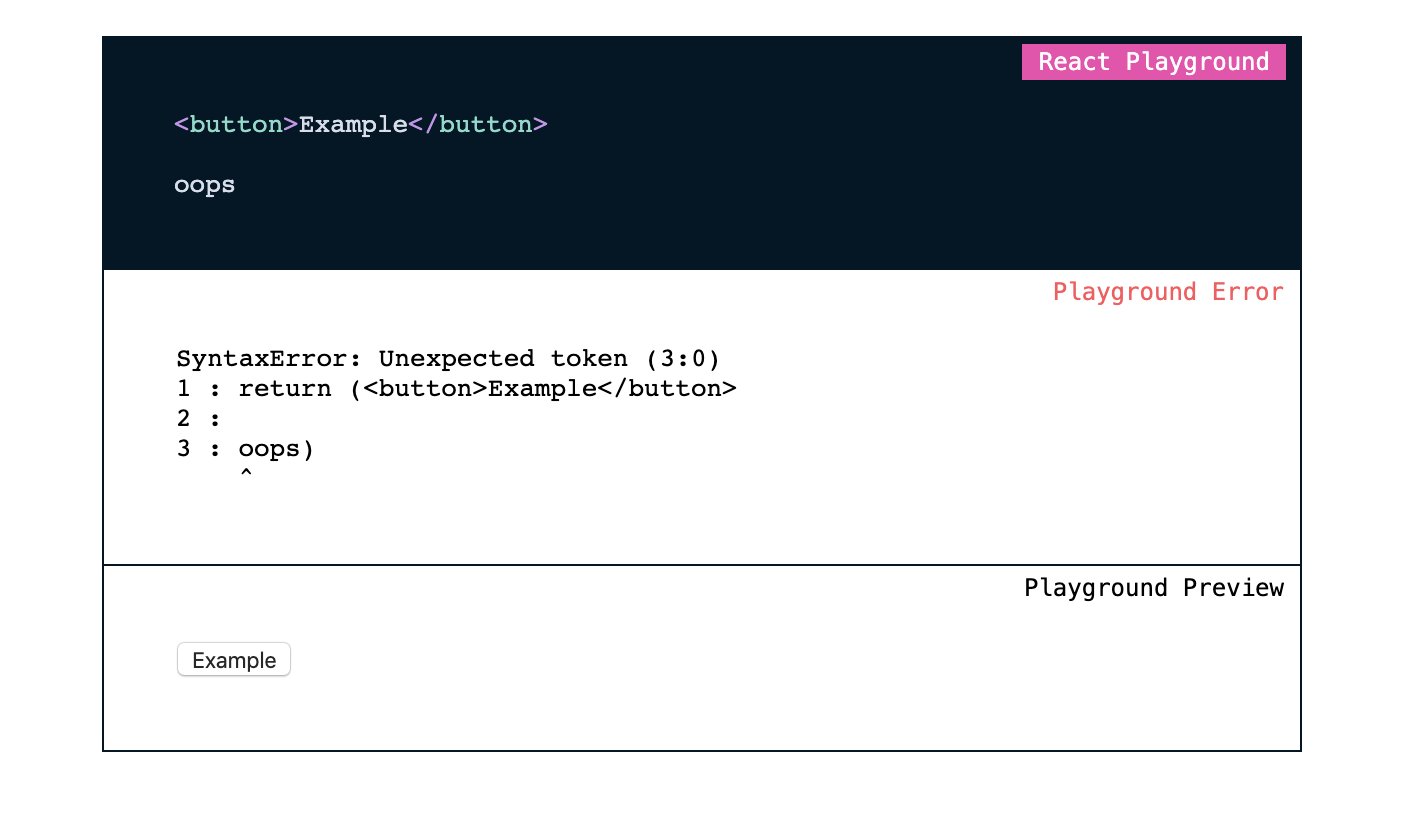 React Playground
<button>Example</button>
oops
Playground Error
SyntaxError: Unexpected token (3:0)
1 : return (<button>Example</button>
2 :
3 : oops)
^
Playground Preview
Example